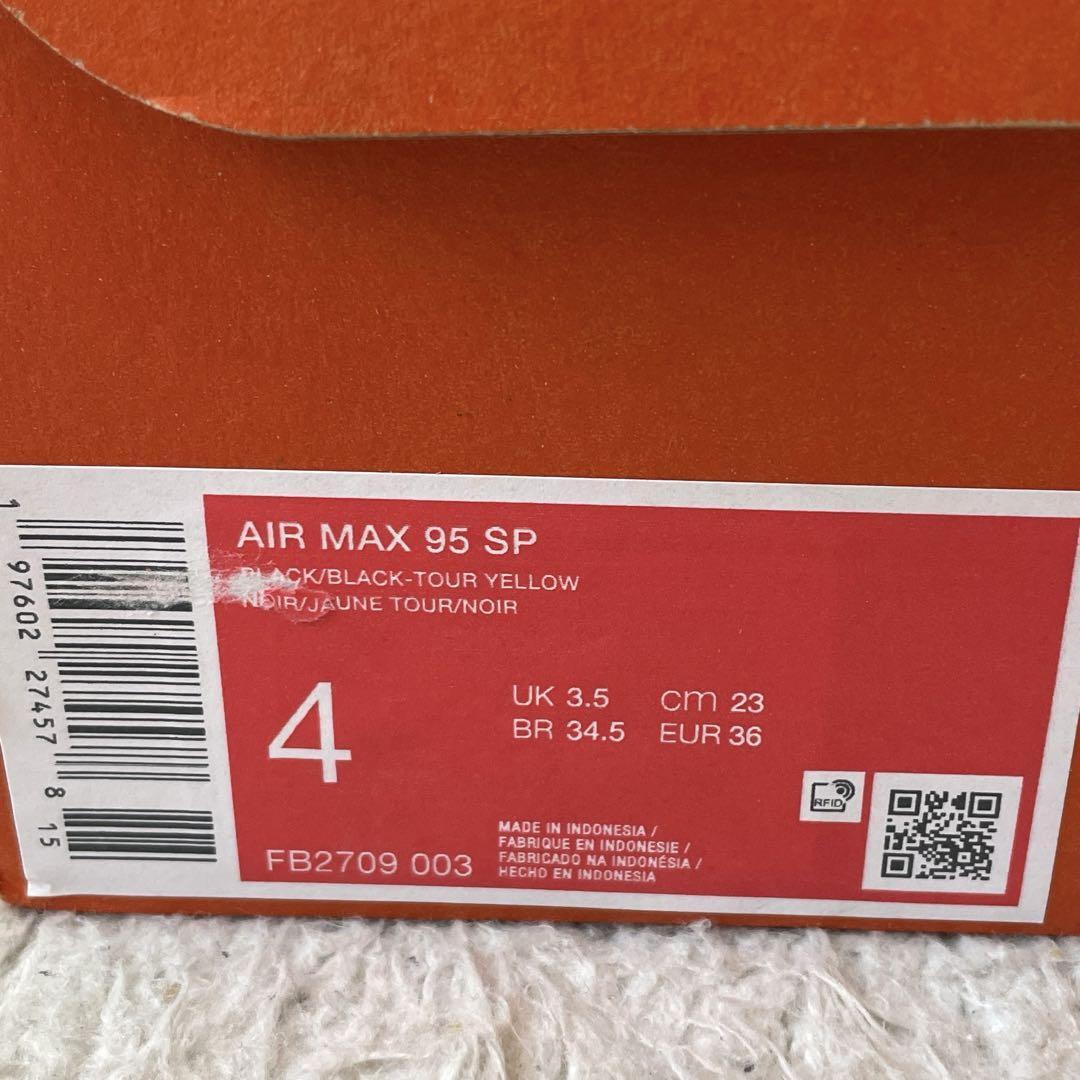 AIR MAX 95 SP
BLACK/BLACK-TOUR YELLOW
NOIR/JAUNE TOUR/NOIR
4
UK 3.5 cm 23
BR 34.5 EUR 36
FB2709 003
MADE IN INDONESIA /
FABRIQUE EN INDONESIE /
FABRICADO NA INDONÉSIA /
HECHO EN INDONESIA
RFID
1 97602 27457 8 15